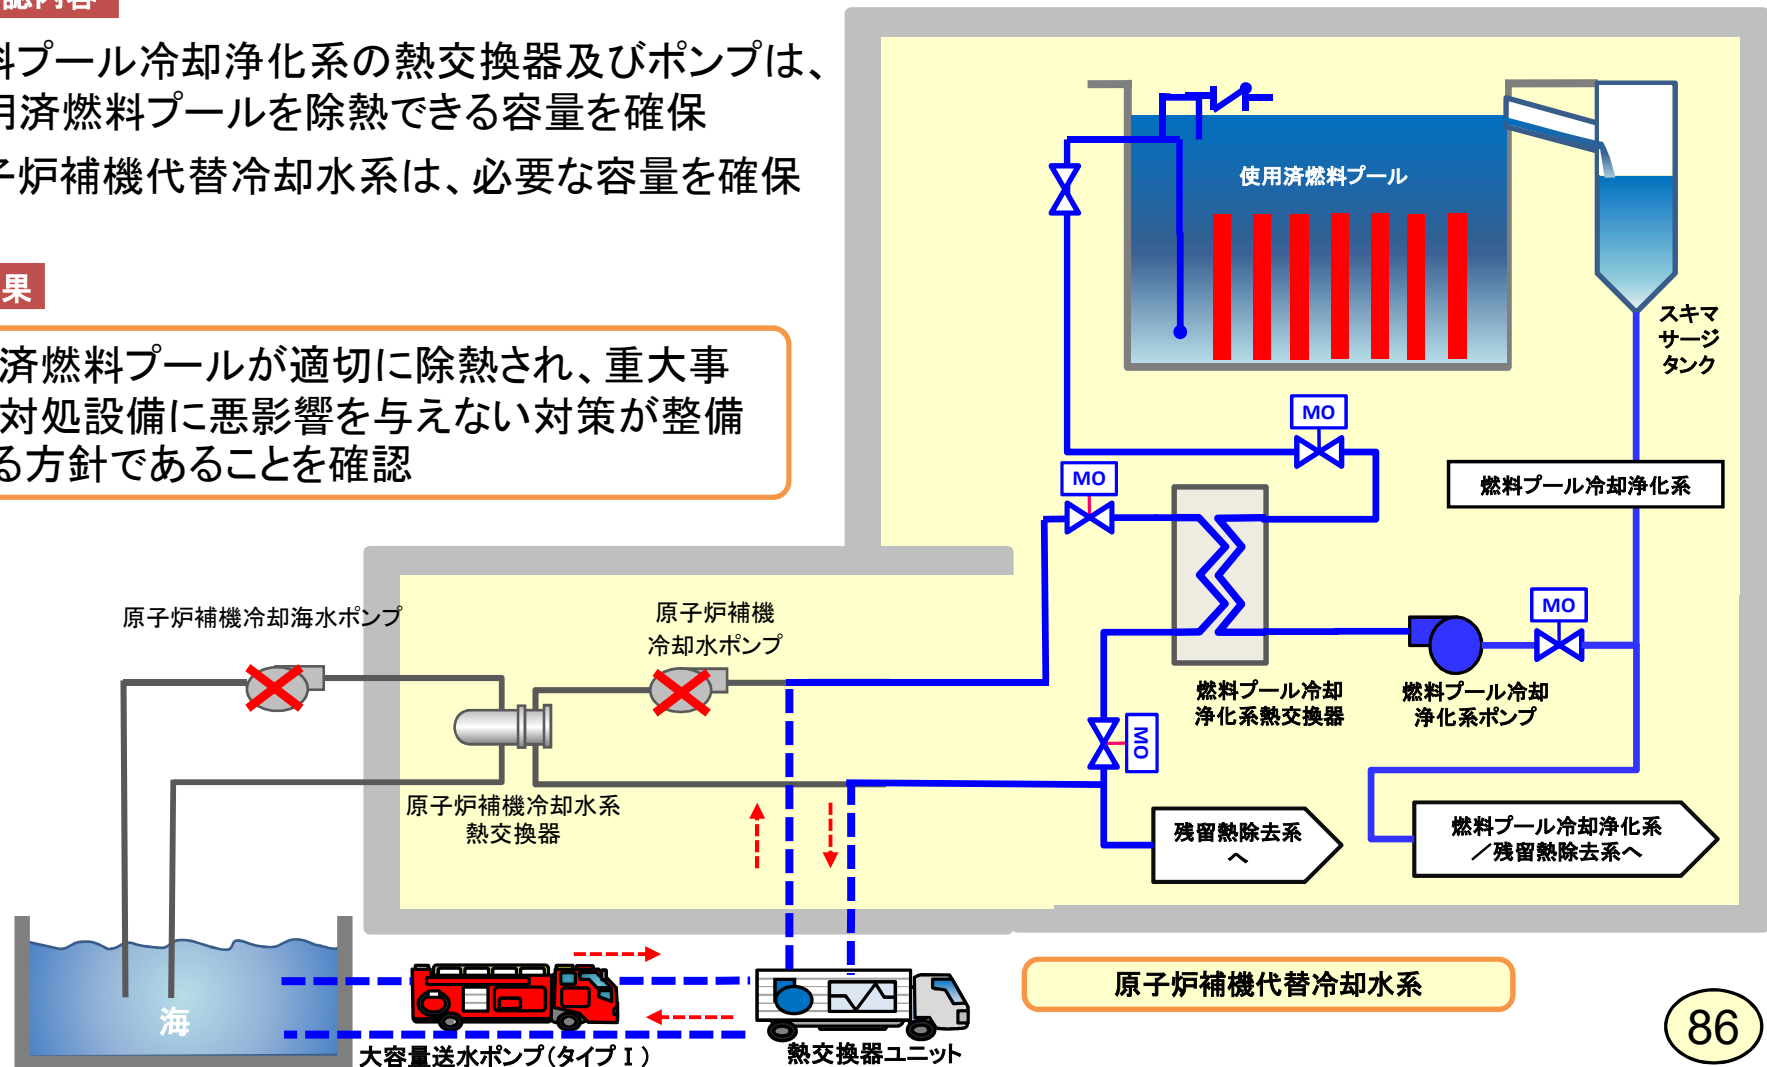 認内容
料プール冷却浄化系の熱交換器及びポンプは、
用済燃料プールを除熱できる容量を確保
子炉補機代替冷却水系は、必要な容量を確保
果
済燃料プールが適切に除熱され、重大事
対処設備に悪影響を与えない対策が整備
る方針であることを確認
使用済燃料プール
スキマ
サージ
タンク
MO
MO
燃料プール冷却浄化系
MO
原子炉補機冷却海水ポンプ
原子炉補機
冷却水ポンプ
燃料プール冷却
浄化系熱交換器
燃料プール冷却
浄化系ポンプ
MO
原子炉補機冷却水系
熱交換器
残留熱除去系
へ
燃料プール冷却浄化系
／残留熱除去系へ
海
大容量送水ポンプ（タイプⅠ）
熱交換器ユニット
原子炉補機代替冷却水系
86